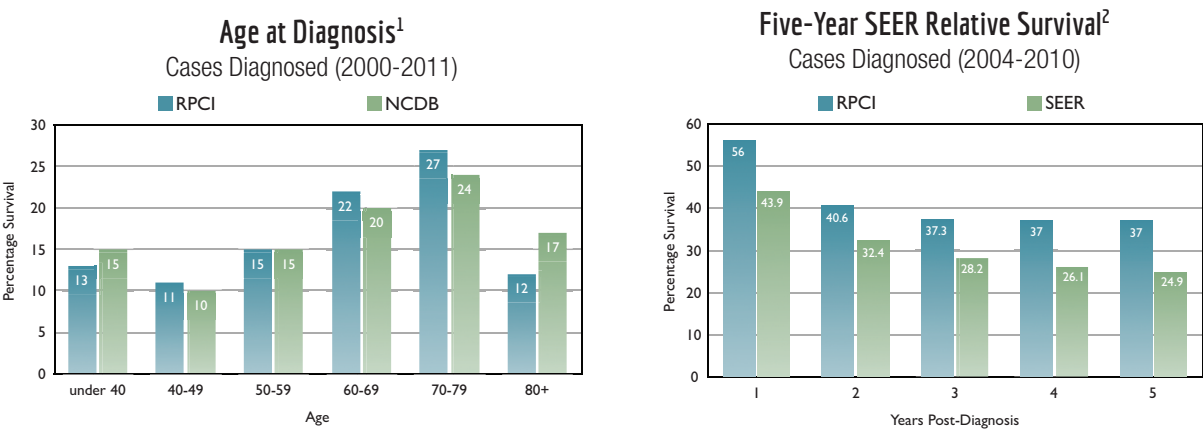 Age at Diagnosis1
Cases Diagnosed (2000-2011)
RPCI NCDB
Percentage Survival
30
25
20
15
10
5
0
13 15
11 10
15 15
22 20
27 24
12 17
under 40 40-49 50-59 60-69 70-79 80+
Age
Five-Year SEER Relative Survival2
Cases Diagnosed (2004-2010)
RPCI SEER
Percentage Survival
60
50
40
30
20
10
0
56 43.9
40.6 32.4
37.3 28.2
37 26.1
37 24.9
1 2 3 4 5
Years Post-Diagnosis